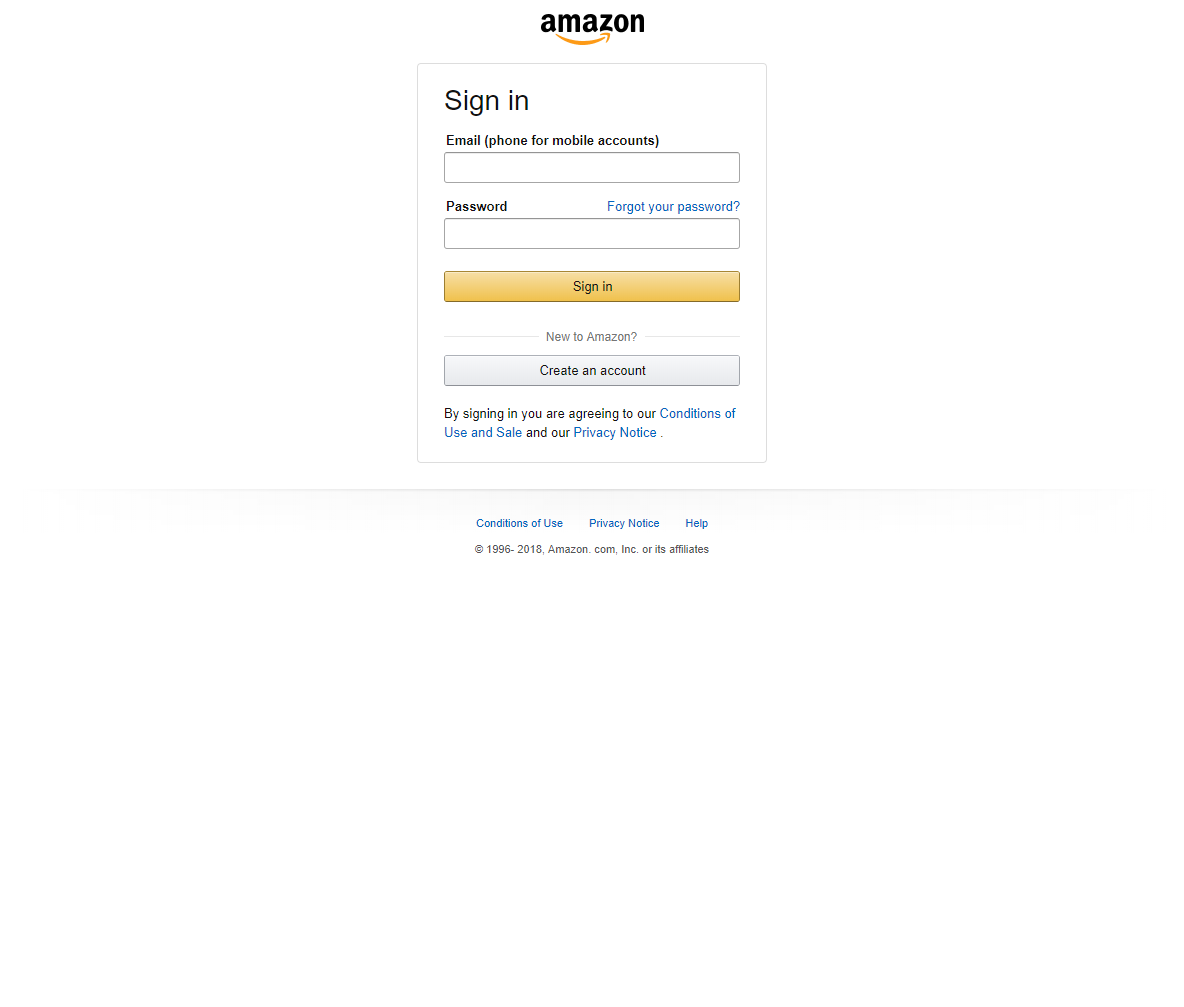 amazon
Sign in
Email (phone for mobile accounts)
Password Forgot your password?
Sign in
New to Amazon?
Create an account
By signing in you are agreeing to our Conditions of
Use and Sale and our Privacy Notice .
Conditions of Use Privacy Notice Help
© 1996- 2018, Amazon. com, Inc. or its affiliates